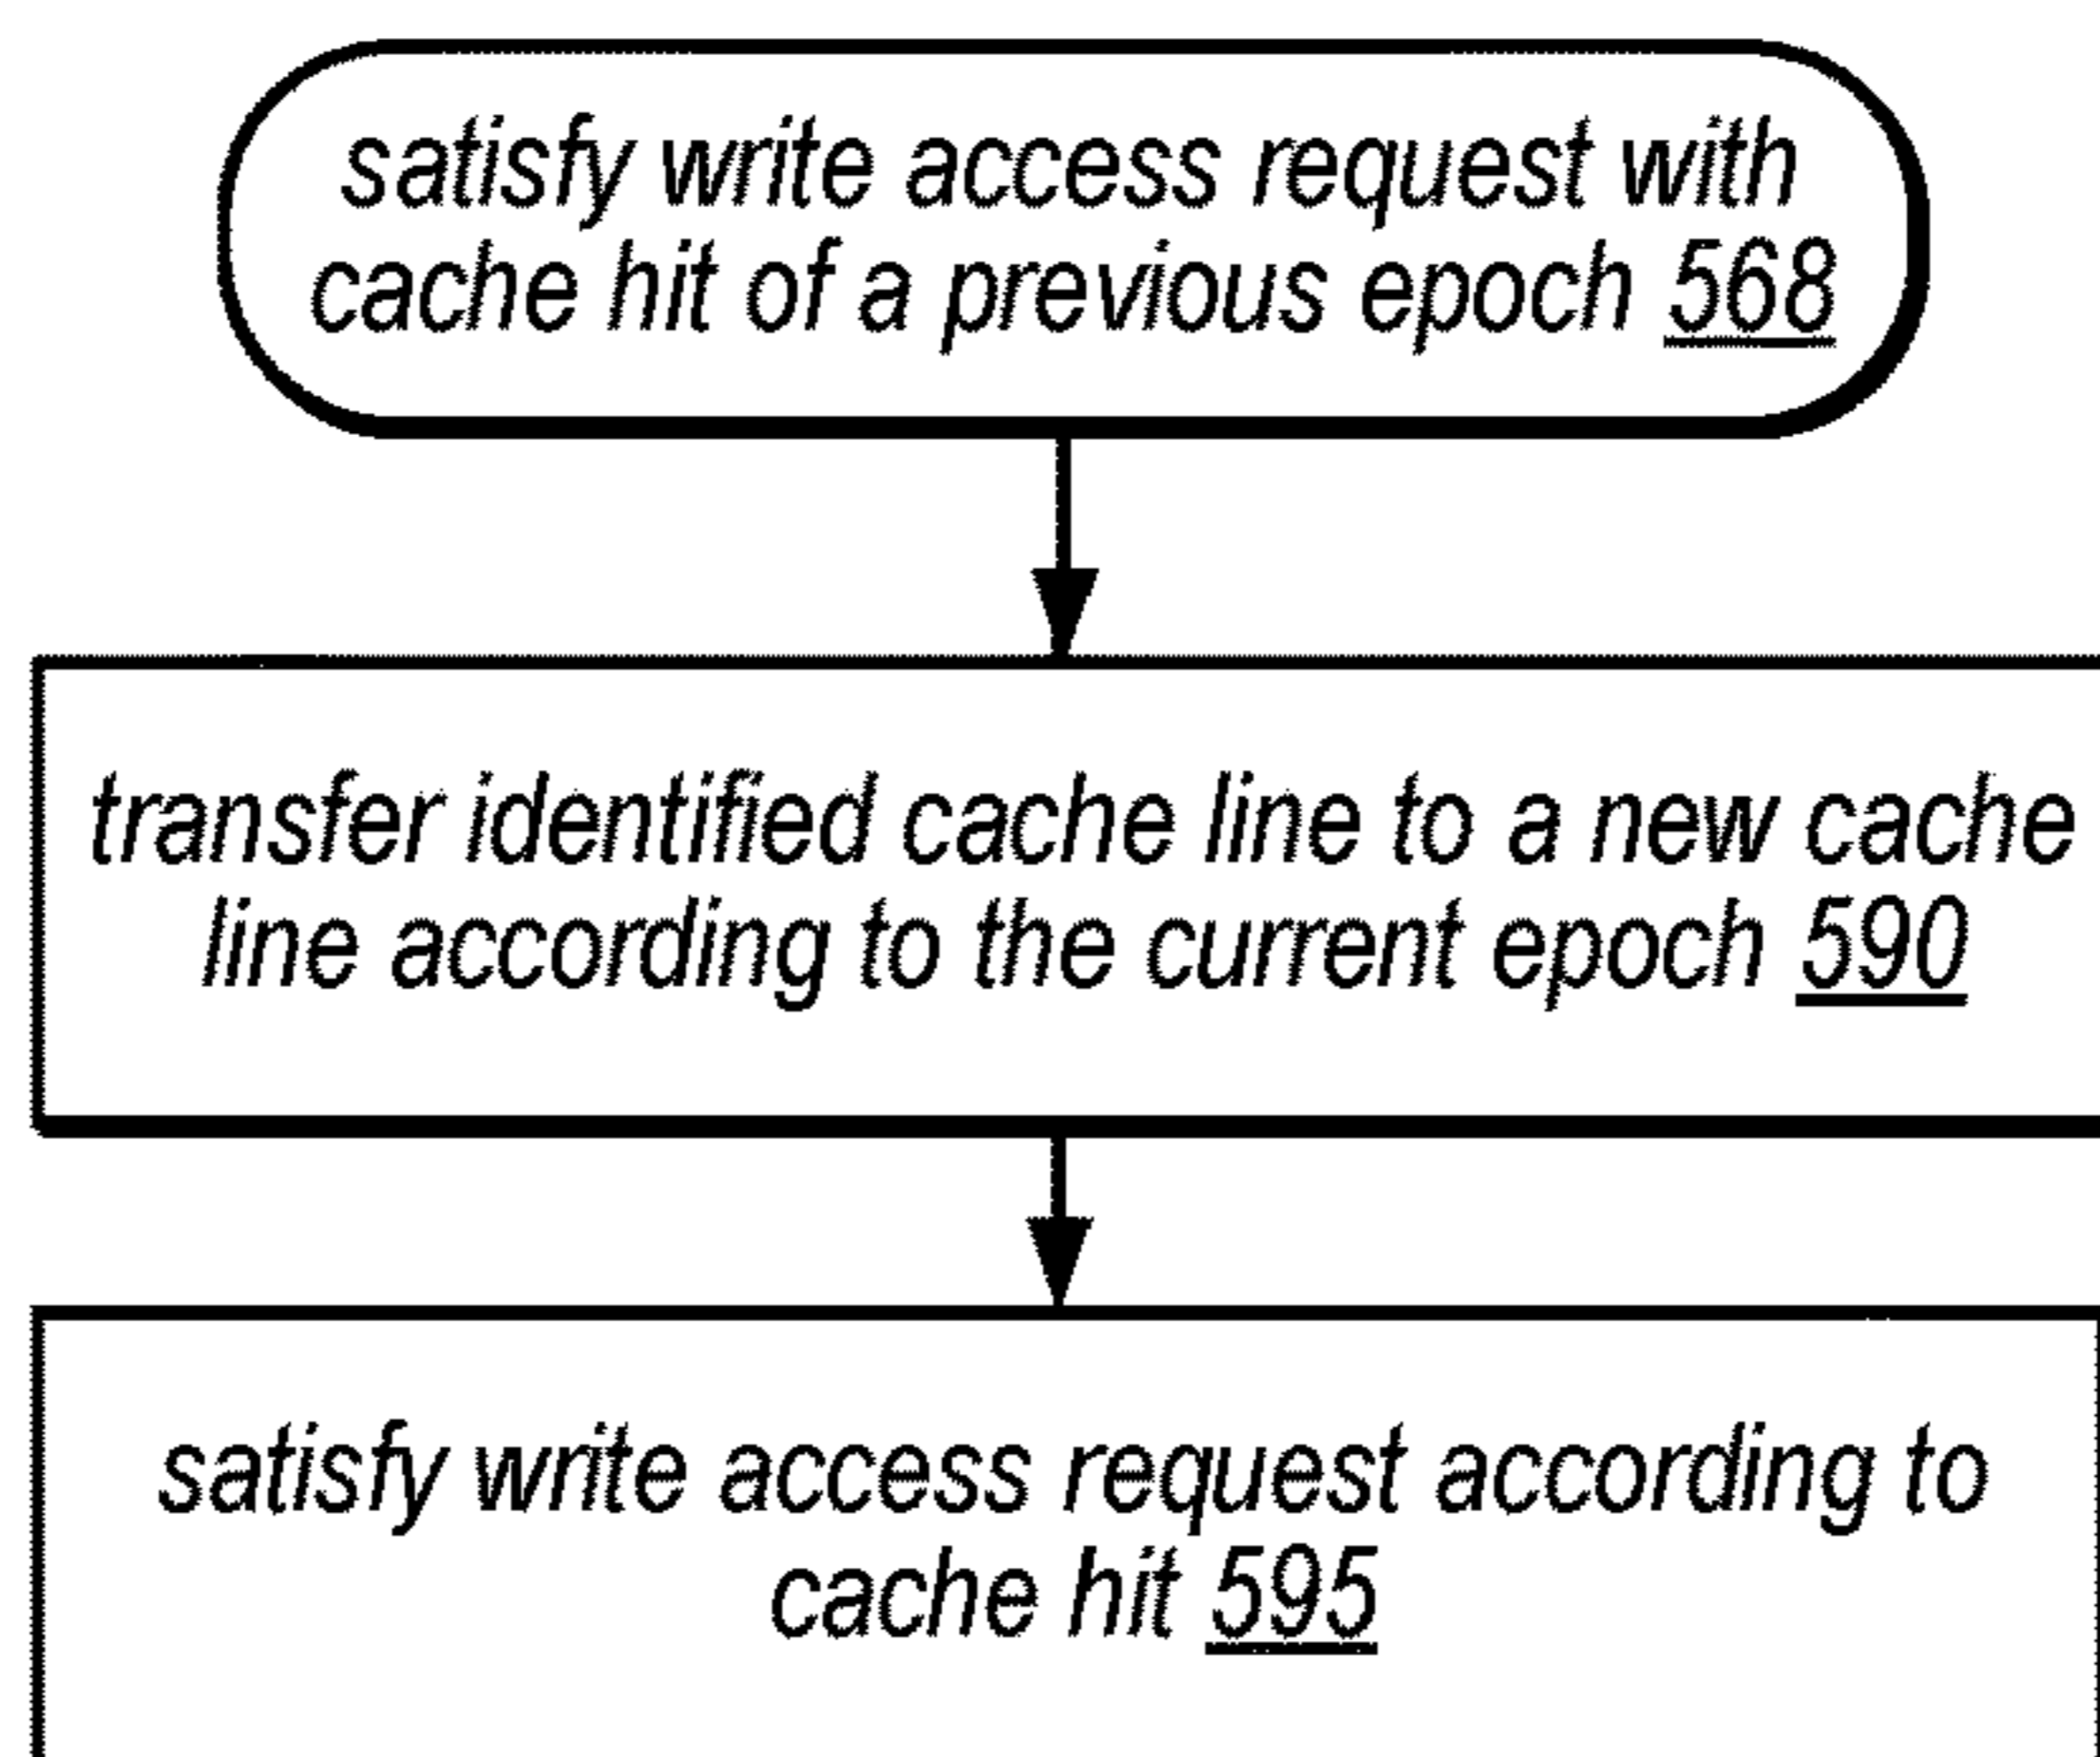 satisfy write access request with
cache hit of a previous epoch 568
transfer identified cache line to a new cache
line according to the current epoch 590
satisfy write access request according to
cache hit 595